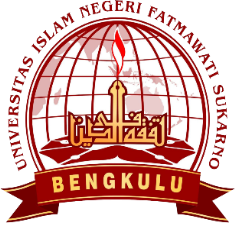 UNIVERSITAS ISLAM NEGERI FATMAWATI SUKARNO
BENGKULU